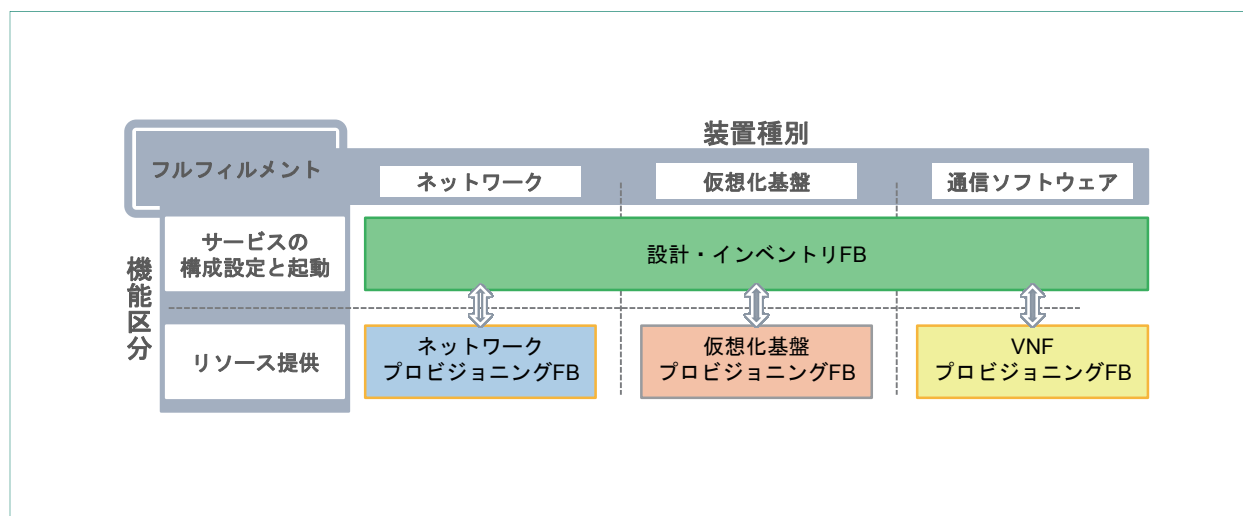 装置種別
フルフィルメント
ネットワーク
仮想化基盤
通信ソフトウェア
機能区分
サービスの
構成設定と起動
設計・インベントリFB
リソース提供
ネットワーク
プロビジョニングFB
仮想化基盤
プロビジョニングFB
VNF
プロビジョニングFB